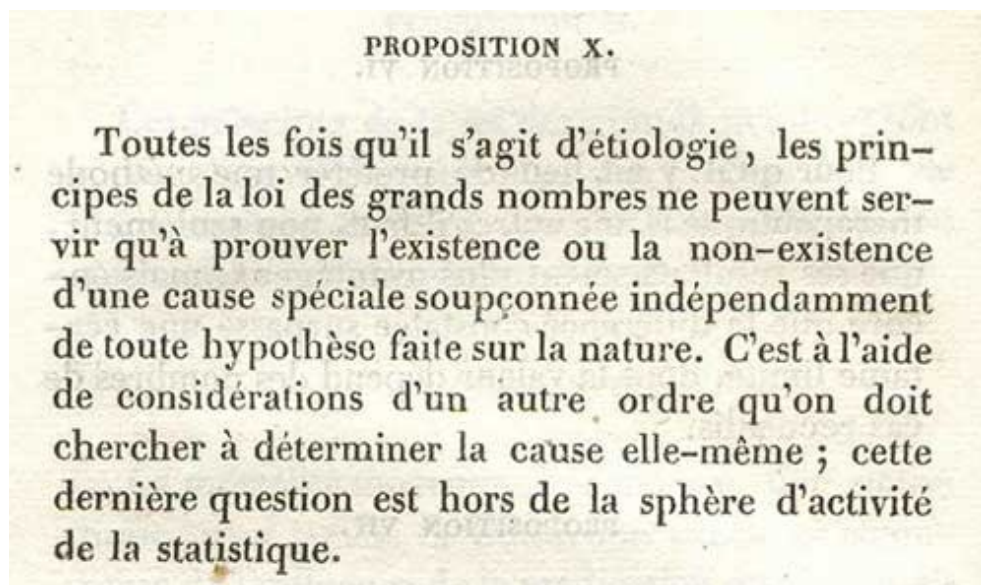 PROPOSITION X.
Toutes les fois qu'il s'agit d'étiologie, les prin-
cipes de la loi des grands nombres ne peuvent ser-
vir qu'à prouver l'existence ou la non-existence
d'une cause spéciale soupçonnée indépendamment
de toute hypothèse faite sur la nature. C'est à l'aide
de considérations d'un autre ordre qu'on doit
chercher à déterminer la cause elle-même ; cette
dernière question est hors de la sphère d'activité
de la statistique.